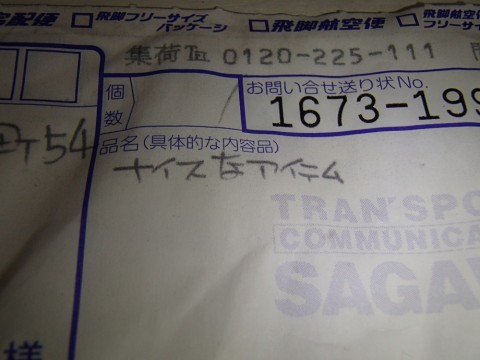 宅配便 □飛脚フリーサイズパッケージ □飛脚航空便 □飛脚航空便フリーサイ
集荷℡ 0120-225-111
個数 1
お問い合せ送り状No.
1673-199
T54
品名(具体的な内容品)
ナイスなアイテム
TRAN'SPO
COMMUNICA
SAGAW
様